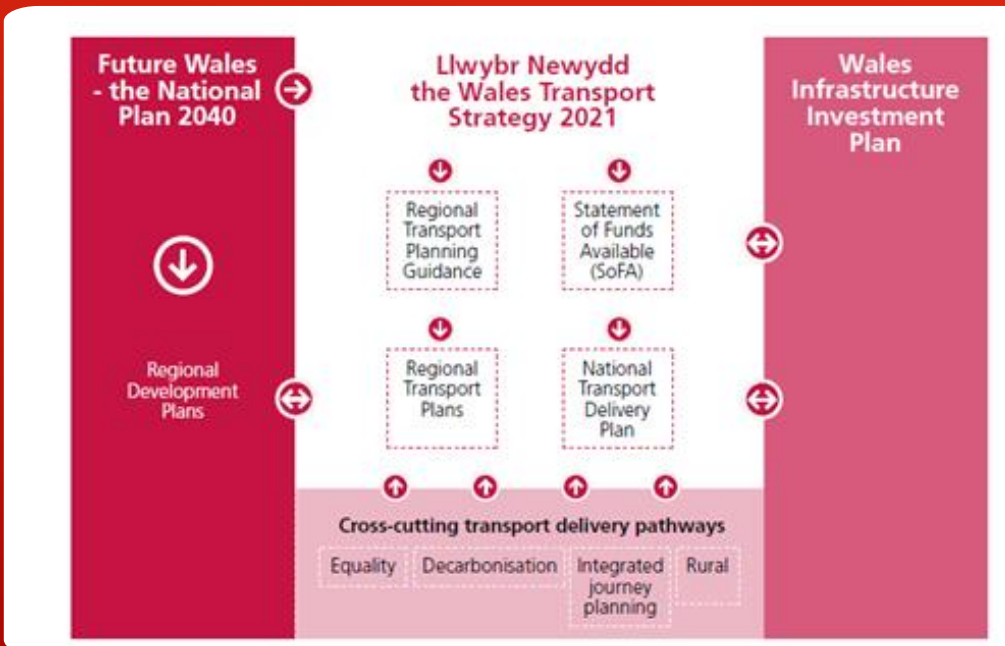 Future Wales
- the National
Plan 2040
Llwybr Newydd
the Wales Transport
Strategy 2021
Wales
Infrastructure
Investment
Plan
Regional
Transport
Planning
Guidance
Statement
of Funds
Available
(SoFA)
Regional
Development
Plans
Regional
Transport
Plans
National
Transport
Delivery
Plan
Cross-cutting transport delivery pathways
Equality
Decarbonisation
Integrated
journey
planning
Rural